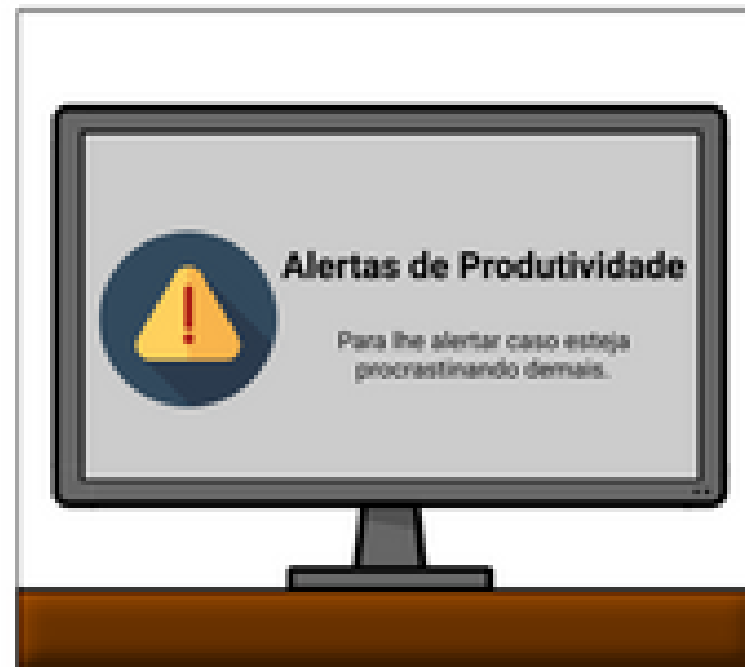 Alertas de Produtividade
Para lhe alertar caso esteja
procrastinando demais.